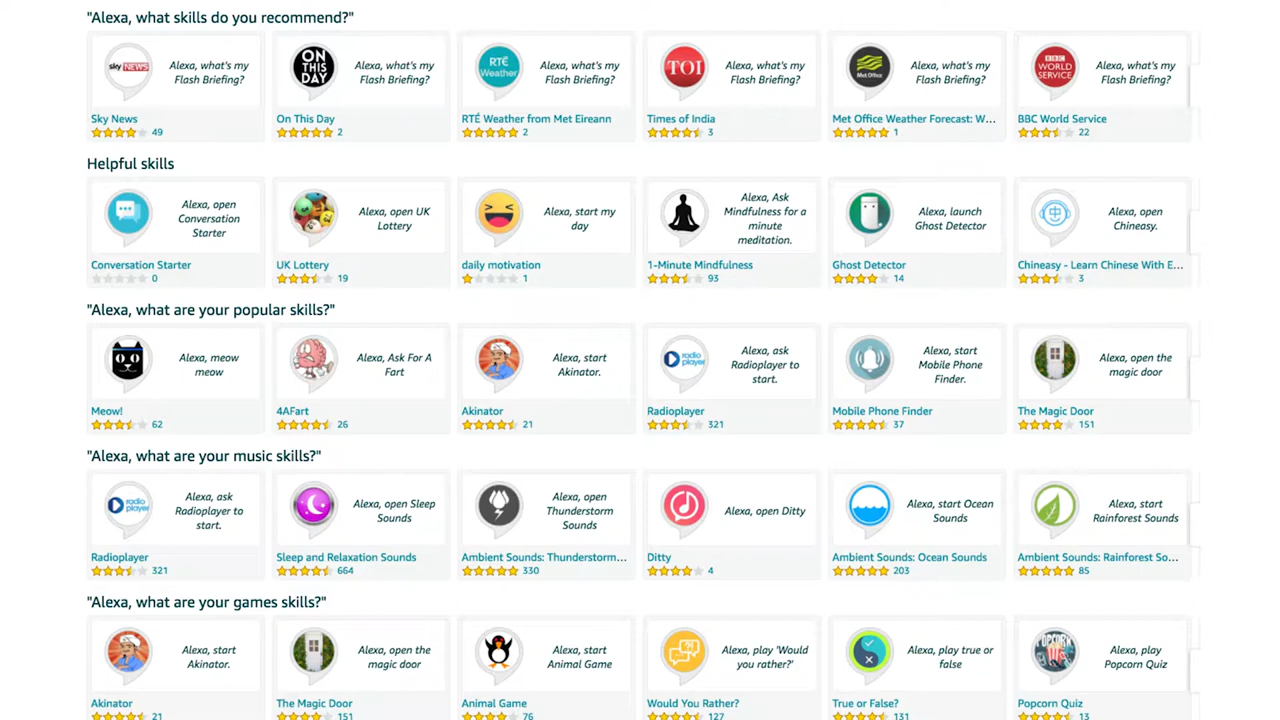 "Alexa, what skills do you recommend?"
sky NEWS
Alexa, what's my
Flash Briefing?
Sky News
49
ON
THIS
DAY
Alexa, what's my
Flash Briefing?
On This Day
2
RTÉ
Weather
Alexa, what's my
Flash Briefing?
RTÉ Weather from Met Eireann
2
TOI
Alexa, what's my
Flash Briefing?
Times of India
3
Met Office
Alexa, what's my
Flash Briefing?
Met Office Weather Forecast: W...
1
BBC
WORLD
SERVICE
Alexa, what's my
Flash Briefing?
BBC World Service
22
Helpful skills
Alexa, open
Conversation
Starter
Conversation Starter
0
Alexa, open UK
Lottery
UK Lottery
19
Alexa, start my
day
daily motivation
1
Alexa, Ask
Mindfulness for a
minute
meditation.
1-Minute Mindfulness
93
Alexa, launch
Ghost Detector
Ghost Detector
14
中
Alexa, open
Chineasy.
Chineasy - Learn Chinese With E...
3
"Alexa, what are your popular skills?"
Alexa, meow
meow
Meow!
62
Alexa, Ask For A
Fart
4AFart
26
Alexa, start
Akinator.
Akinator
21
radio
player
Alexa, ask
Radioplayer to
start.
Radioplayer
321
Alexa, start
Mobile Phone
Finder.
Mobile Phone Finder
37
Alexa, open the
magic door
The Magic Door
151
"Alexa, what are your music skills?"
radio
player
Alexa, ask
Radioplayer to
start.
Radioplayer
321
Alexa, open Sleep
Sounds
Sleep and Relaxation Sounds
664
Alexa, open
Thunderstorm
Sounds
Ambient Sounds: Thunderstorm...
330
Alexa, open Ditty
Ditty
4
Alexa, start Ocean
Sounds
Ambient Sounds: Ocean Sounds
203
Alexa, start
Rainforest Sounds
Ambient Sounds: Rainforest So...
85
"Alexa, what are your games skills?"
Alexa, start
Akinator.
Akinator
21
Alexa, open the
magic door
The Magic Door
151
Alexa, start
Animal Game
Animal Game
76
Alexa, play 'Would
you rather?'
Would You Rather?
127
Alexa, play true or
false
True or False?
131
POPCORN
QUIZ
Alexa, play
Popcorn Quiz
Popcorn Quiz
13